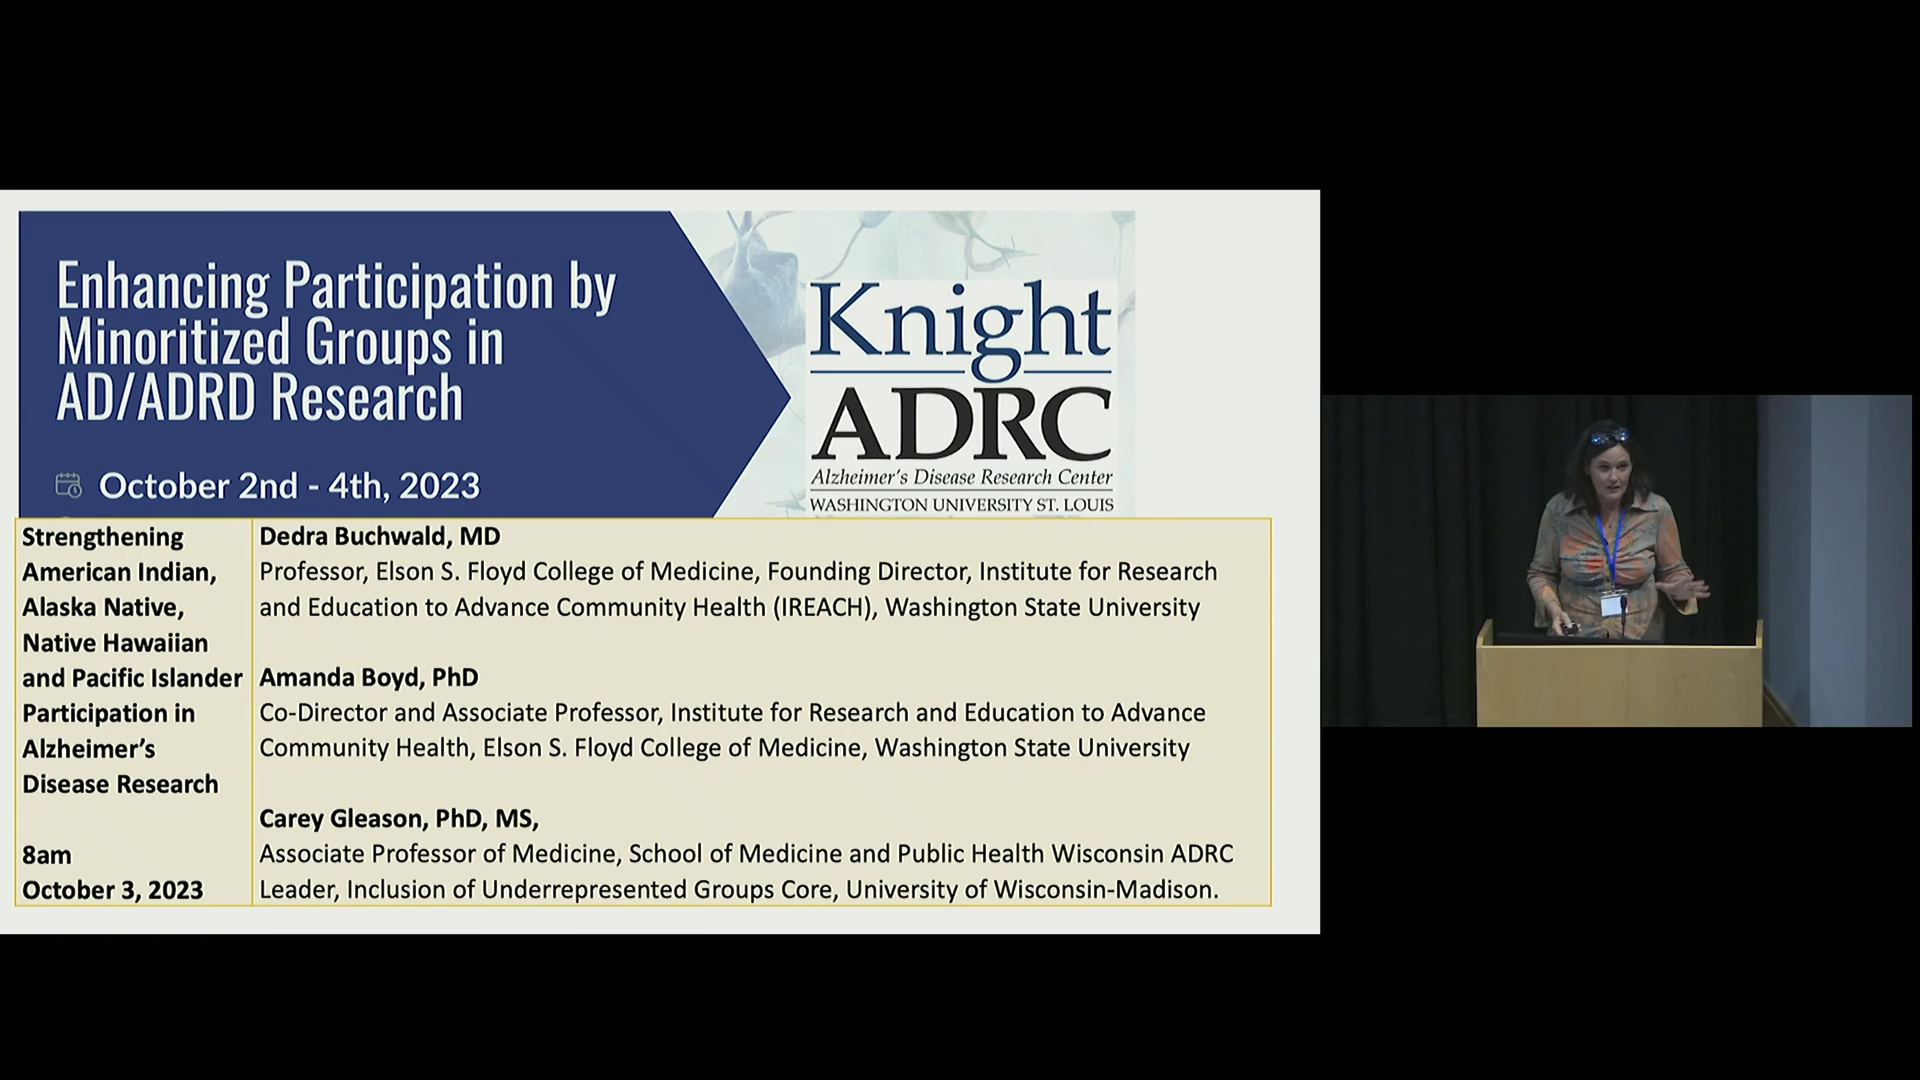 Enhancing Participation by
Minoritized Groups in
AD/ADRD Research
October 2nd - 4th, 2023
Knight
ADRC
Alzheimer's Disease Research Center
WASHINGTON UNIVERSITY ST. LOUIS
Strengthening
American Indian,
Alaska Native,
Native Hawaiian
and Pacific Islander
Participation in
Alzheimer's
Disease Research
8am
October 3, 2023
Dedra Buchwald, MD
Professor, Elson S. Floyd College of Medicine, Founding Director, Institute for Research
and Education to Advance Community Health (IREACH), Washington State University
Amanda Boyd, PhD
Co-Director and Associate Professor, Institute for Research and Education to Advance
Community Health, Elson S. Floyd College of Medicine, Washington State University
Carey Gleason, PhD, MS,
Associate Professor of Medicine, School of Medicine and Public Health Wisconsin ADRC
Leader, Inclusion of Underrepresented Groups Core, University of Wisconsin-Madison.